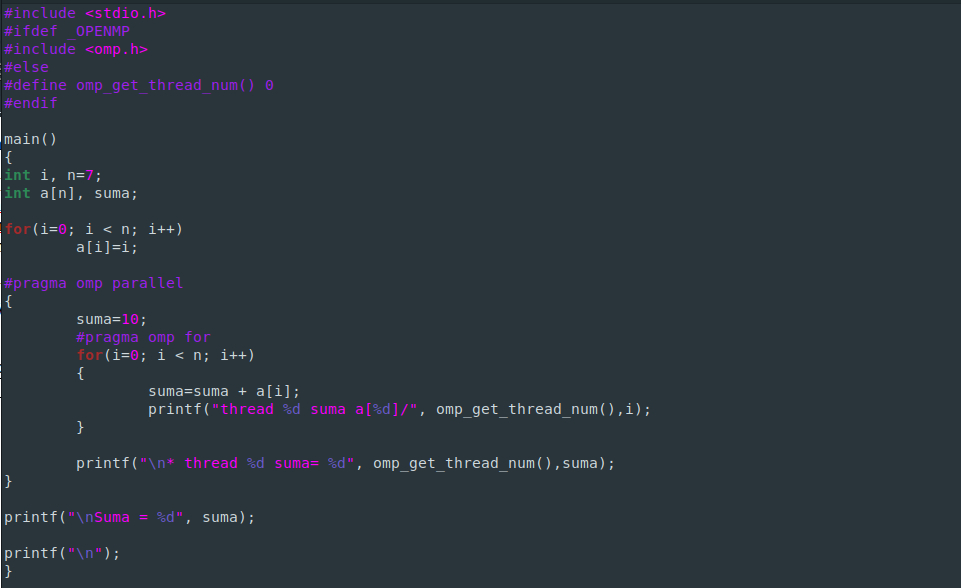 #include <stdio.h>
#ifdef _OPENMP
#include <omp.h>
#else
#define omp_get_thread_num() 0
#endif
main()
{
int i, n=7;
int a[n], suma;
for(i=0; i < n; i++)
        a[i]=i;
#pragma omp parallel
{
        suma=10;
        #pragma omp for
        for(i=0; i < n; i++)
        {
                suma=suma + a[i];
                printf("thread %d suma a[%d]/", omp_get_thread_num(),i);
        }
        printf("\n* thread %d suma= %d", omp_get_thread_num(),suma);
}
printf("\nSuma = %d", suma);
printf("\n");
}